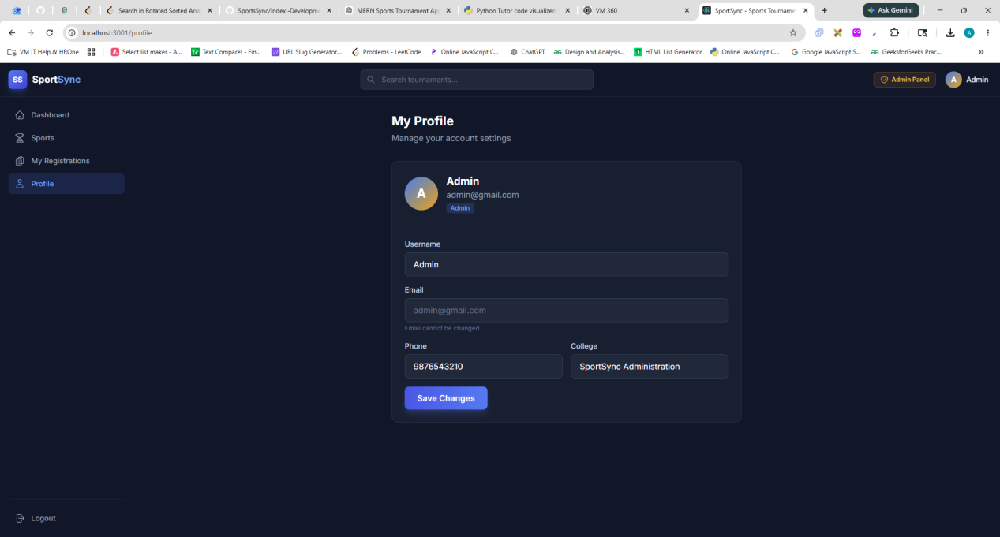 Search in Rotated Sorted Arra
SportsSync/Index -Developme
MERN Sports Tournament App
Python Tutor code visualizer:
VM 360
SportSync - Sports Tourname
Ask Gemini
localhost:3001/profile
VM IT Help & HROne
Select list maker - A...
Text Compare! - Fin...
URL Slug Generator...
Problems - LeetCode
Online JavaScript C...
ChatGPT
Design and Analysis...
HTML List Generator
Online JavaScript C...
Google JavaScript S...
GeeksforGeeks Prac...
SS SportSync
Search tournaments...
Admin Panel
A Admin
Dashboard
Sports
My Registrations
Profile
Logout
My Profile
Manage your account settings
A
Admin
admin@gmail.com
Admin
Username
Admin
Email
admin@gmail.com
Email cannot be changed
Phone College
9876543210 SportSync Administration
Save Changes